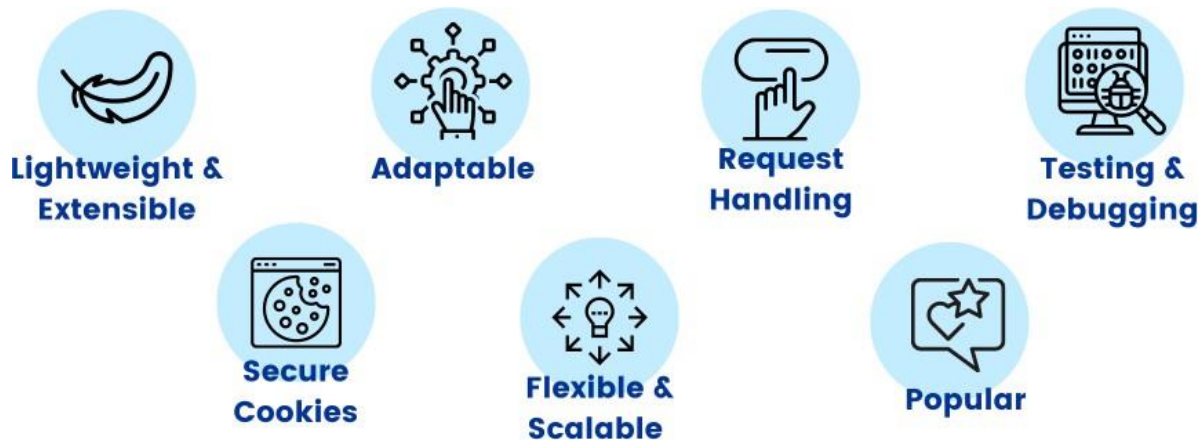 Lightweight &
Extensible
Adaptable
Request
Handling
Testing &
Debugging
Secure
Cookies
Flexible &
Scalable
Popular